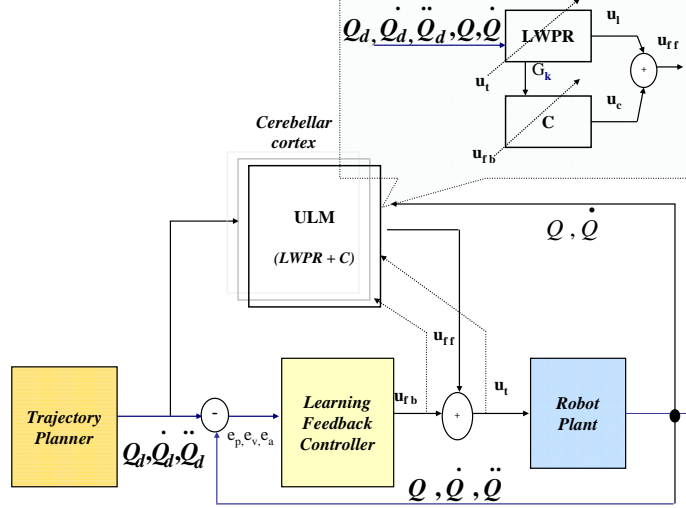 Q_d, Q̇_d, Q̈_d, Q, Q̇
LWPR
u_l
u_ff
+
u_t
G_k
C
u_c
u_fb
Cerebellar
cortex
ULM
(LWPR + C)
Q , Q̇
u_ff
Trajectory
Planner
-
Learning
Feedback
Controller
u_fb
+
u_t
Robot
Plant
e_p,e_v,e_a
Q_d, Q̇_d, Q̈_d
Q , Q̇ , Q̈